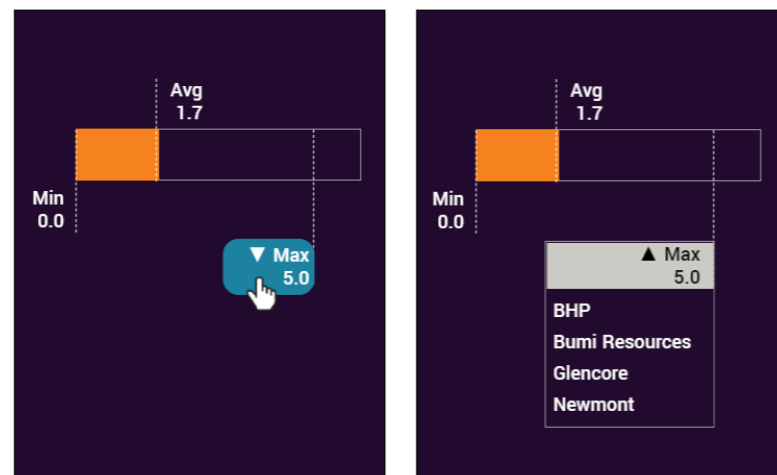 Avg
1.7
Min
0.0
▼ Max
5.0
Avg
1.7
Min
0.0
▲ Max
5.0
BHP
Bumi Resources
Glencore
Newmont